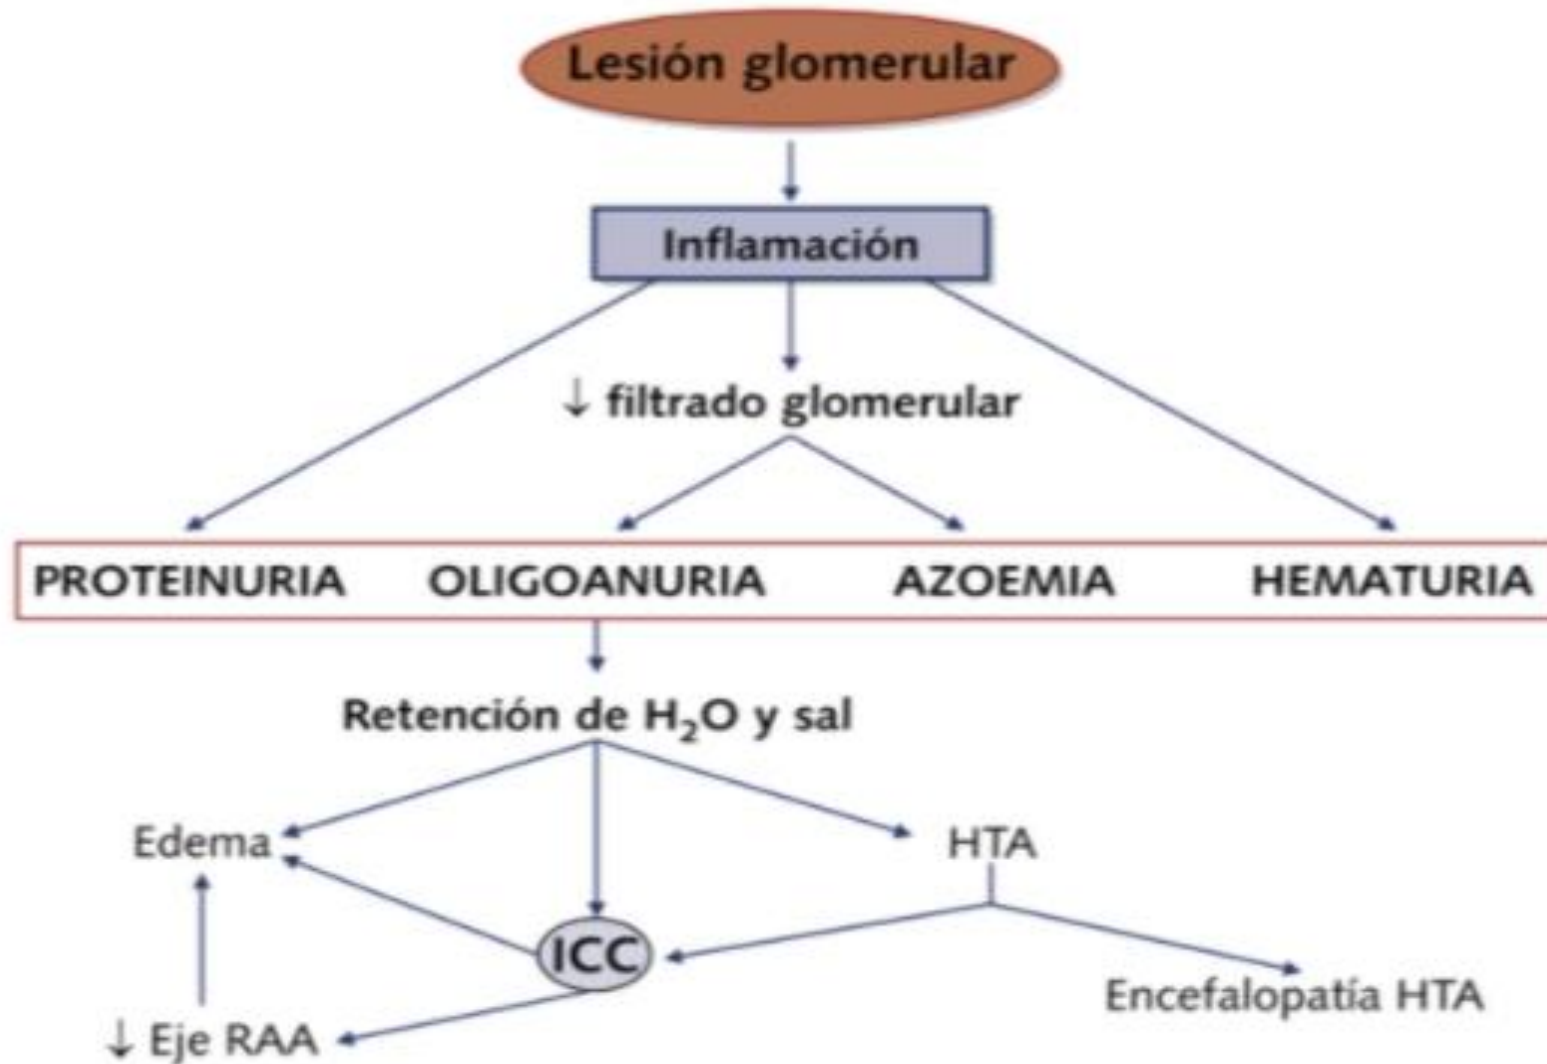 Lesión glomerular
Inflamación
↓ filtrado glomerular
PROTEINURIA OLIGOANURIA AZOEMIA HEMATURIA
Retención de H₂O y sal
Edema HTA
ICC
Encefalopatía HTA
↓ Eje RAA